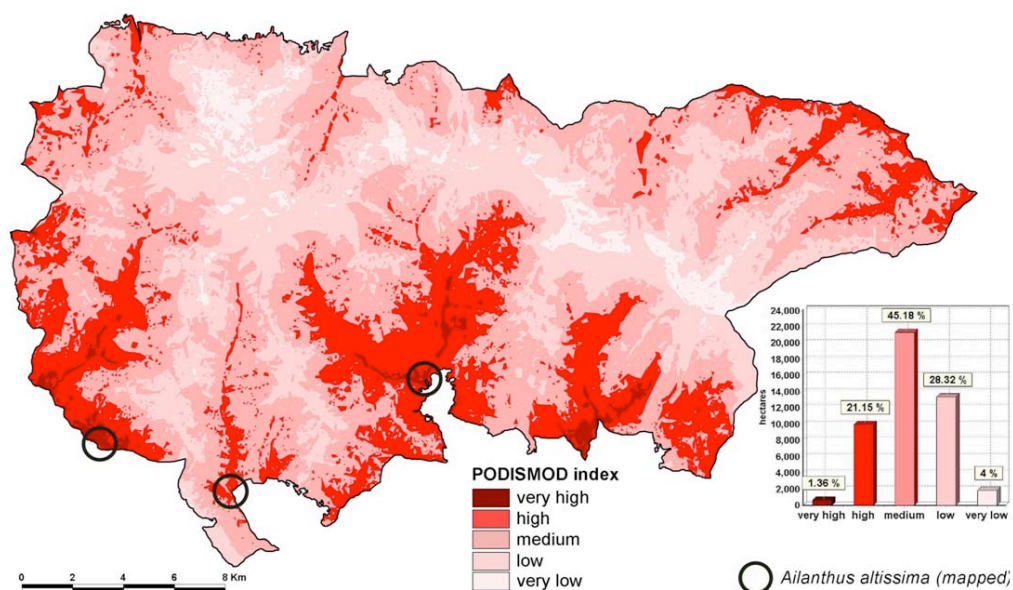 24,000
22,000
20,000
18,000
16,000
14,000
12,000
10,000
8,000
6,000
4,000
2,000
0
hectares
1.36 %
21.15 %
45.18 %
28.32 %
4 %
very high high medium low very low
PODISMOD index
very high
high
medium
low
very low
0 2 4 6 8 Km
Ailanthus altissima (mapped)